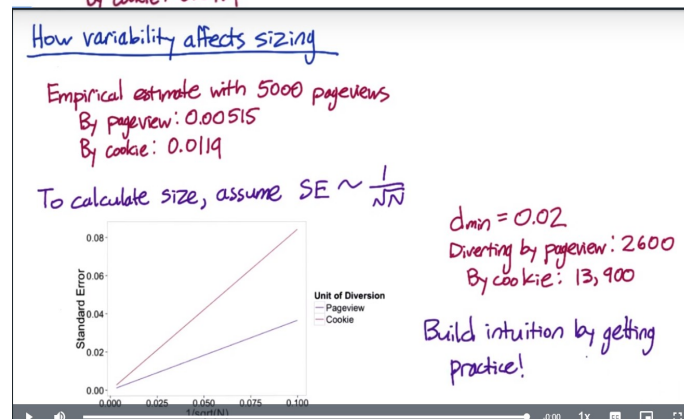 How variability affects sizing
Empirical estimate with 5000 pageviews
By pageview: 0.00515
By cookie: 0.0119
To calculate size, assume SE ~ 1/√N
0.08
0.06
0.04
0.02
0.00
Standard Error
0.000 0.025 0.050 0.075 0.100
1/sqrt(N)
Unit of Diversion
Pageview
Cookie
dmin = 0.02
Diverting by pageview: 2600
By cookie: 13,900
Build intuition by getting
practice!
-0:00 1x